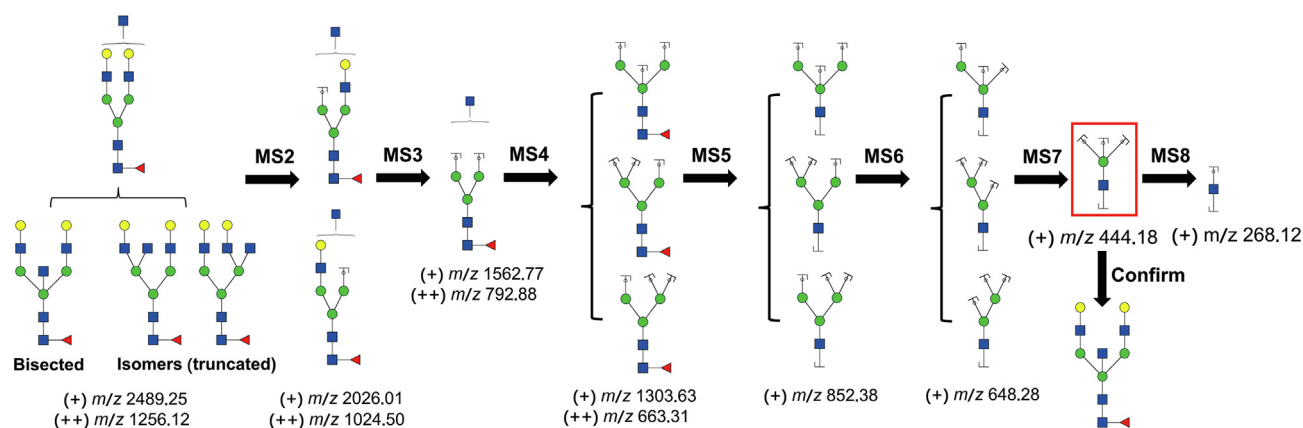 MS2
MS3
MS4
MS5
MS6
MS7
MS8
(+) m/z 1562.77
(++) m/z 792.88
(+) m/z 444.18
(+) m/z 268.12
Confirm
Bisected
Isomers (truncated)
(+) m/z 2489.25
(++) m/z 1256.12
(+) m/z 2026.01
(++) m/z 1024.50
(+) m/z 1303.63
(++) m/z 663.31
(+) m/z 852.38
(+) m/z 648.28